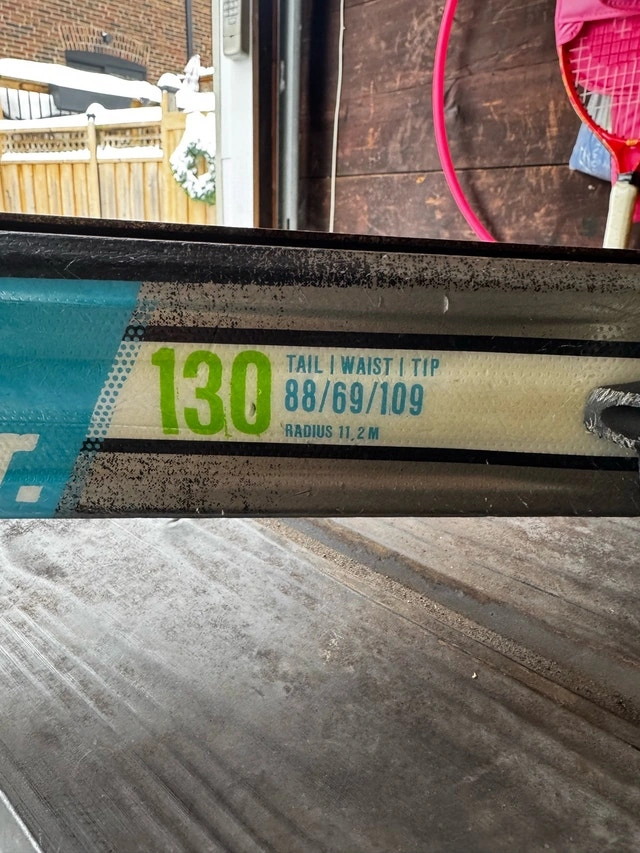 130
TAIL | WAIST | TIP
88/69/109
RADIUS 11.2 M